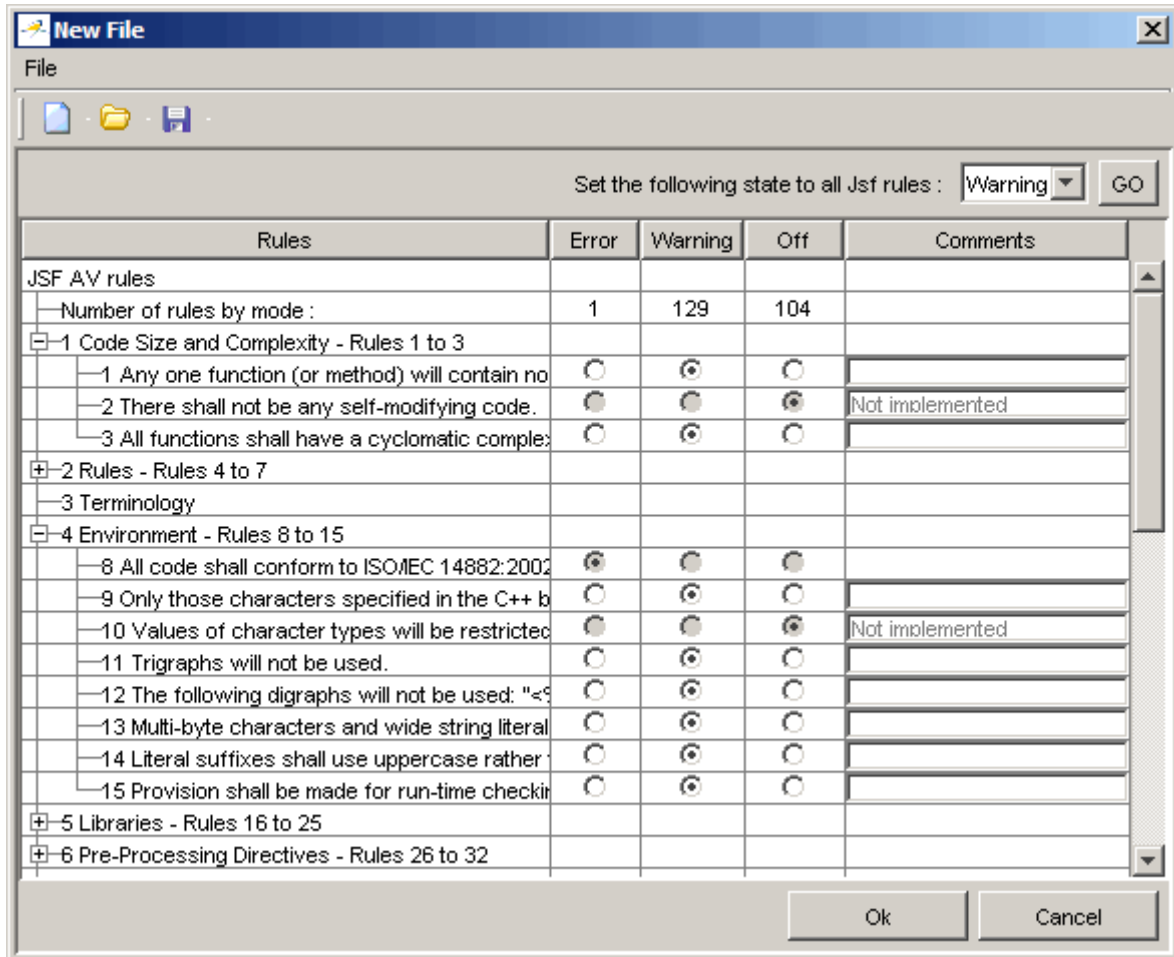 New File
File
Set the following state to all Jsf rules : Warning GO
Rules Error Warning Off Comments
JSF AV rules
Number of rules by mode : 1 129 104
1 Code Size and Complexity - Rules 1 to 3
1 Any one function (or method) will contain no
2 There shall not be any self-modifying code. Not implemented
3 All functions shall have a cyclomatic complex
2 Rules - Rules 4 to 7
3 Terminology
4 Environment - Rules 8 to 15
8 All code shall conform to ISO/IEC 14882:2002
9 Only those characters specified in the C++ b
10 Values of character types will be restricted Not implemented
11 Trigraphs will not be used.
12 The following digraphs will not be used: "<%
13 Multi-byte characters and wide string literal
14 Literal suffixes shall use uppercase rather
15 Provision shall be made for run-time checkin
5 Libraries - Rules 16 to 25
6 Pre-Processing Directives - Rules 26 to 32
Ok Cancel